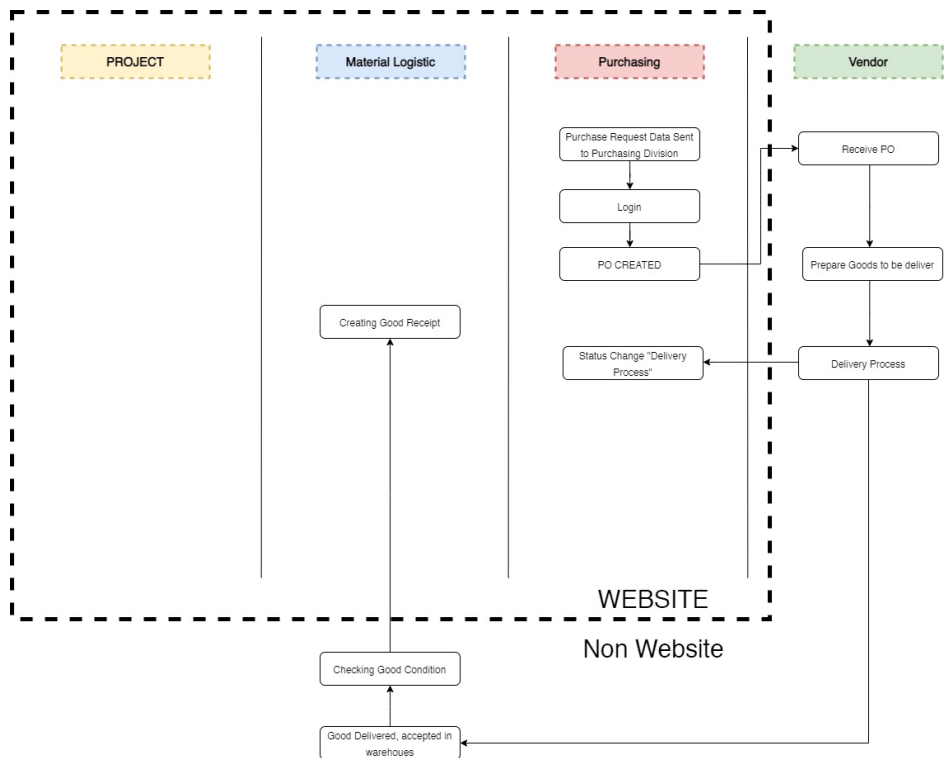 PROJECT
Material Logistic
Purchasing
Vendor
Purchase Request Data Sent
to Purchasing Division
Receive PO
Login
PO CREATED
Prepare Goods to be deliver
Creating Good Receipt
Status Change "Delivery
Process"
Delivery Process
WEBSITE
Non Website
Checking Good Condition
Good Delivered, accepted in
warehoues